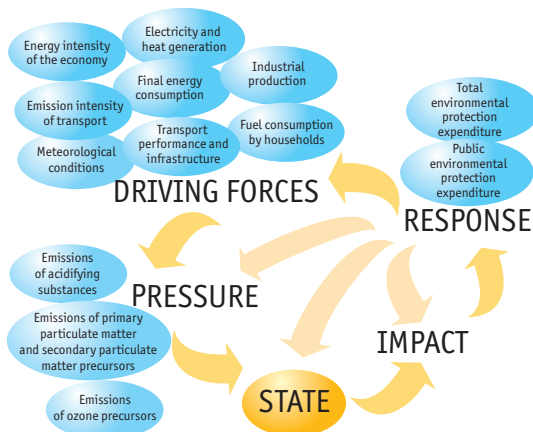 Energy intensity
of the economy
Electricity and
heat generation
Final energy
consumption
Industrial
production
Emission intensity
of transport
Transport
performance and
infrastructure
Fuel consumption
by households
Meteorological
conditions
DRIVING FORCES
Total
environmental
protection
expenditure
Public
environmental
protection
expenditure
RESPONSE
Emissions
of acidifying
substances
PRESSURE
Emissions of primary
particulate matter
and secondary particulate
matter precursors
Emissions
of ozone precursors
STATE
IMPACT